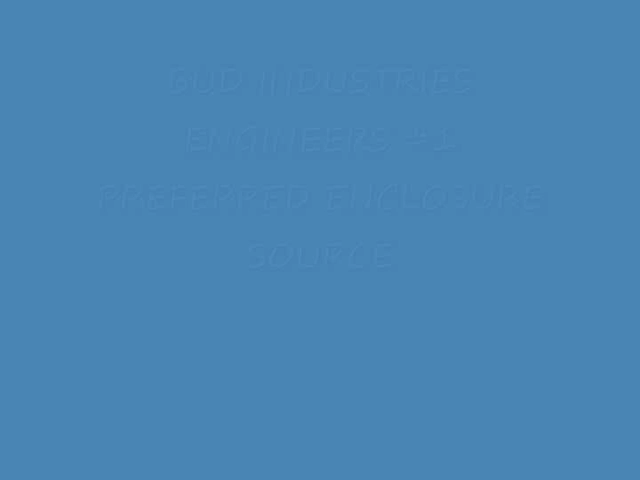 BUD INDUSTRIES
ENGINEERS #1
PREFERRED ENCLOSURE
SOURCE